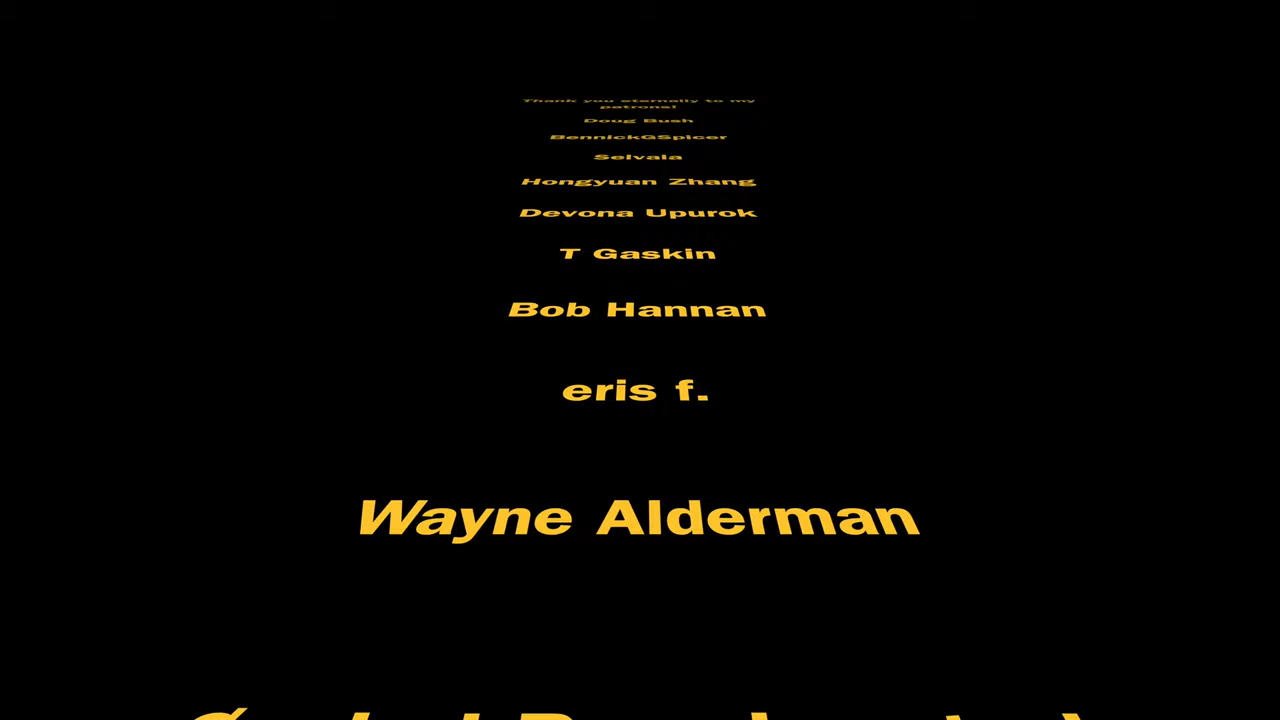 Thank you eternally to my
patrons!
Doug Bush
BennickGSpicer
Selvala
Hongyuan Zhang
Devona Upurok
T Gaskin
Bob Hannan
eris f.
Wayne Alderman